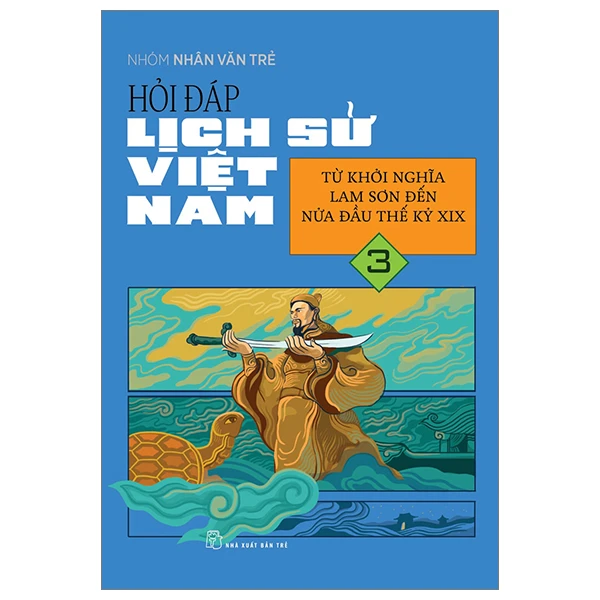 NHÓM NHÂN VĂN TRẺ
HỎI ĐÁP
LỊCH SỬ
VIỆT
NAM
TỪ KHỞI NGHĨA
LAM SƠN ĐẾN
NỬA ĐẦU THẾ KỶ XIX
3
NHÀ XUẤT BẢN TRẺ